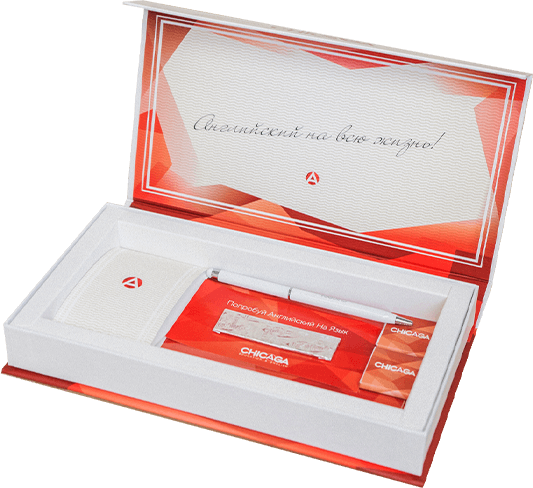 Английский на всю жизнь!
Попробуй Английский На Язык
CHICAGA
CHICAGA
CHICAGA